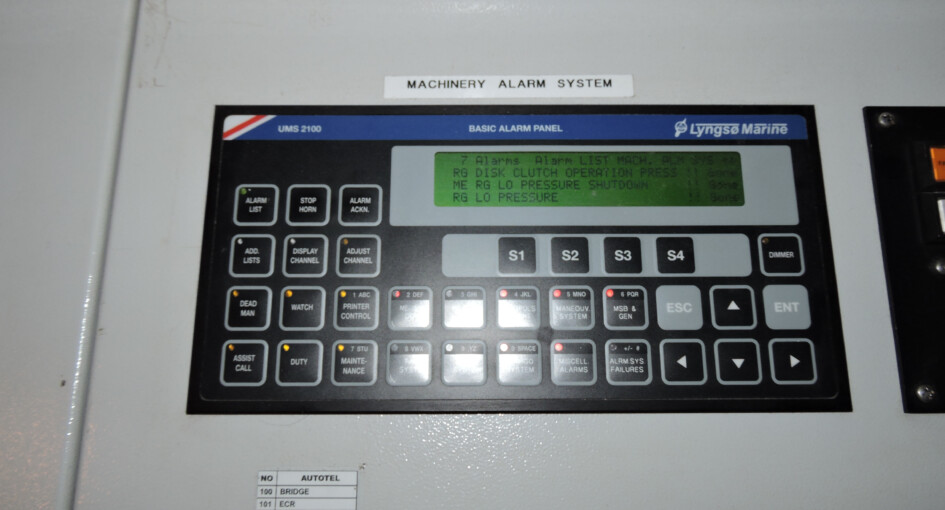 MACHINERY ALARM SYSTEM
UMS 2100 BASIC ALARM PANEL Lyngsø Marine
7 Alarms Alarm LIST MACH.
RG DISK CLUTCH OPERATION PRESS !!
ME RG LO PRESSURE SHUTDOWN !!
RG LO PRESSURE
ALARM LIST
STOP HORN
ALARM ACKN.
ADD. LISTS
DISPLAY CHANNEL
ADJUST CHANNEL
S1 S2 S3 S4
DIMMER
DEAD MAN
WATCH
1 ABC PRINTER CONTROL
2 DEF
3 GHI
4 JKL
5 MNO MANEOUV. SYSTEM
6 PQR MSB & GEN
ESC
ENT
ASSIST CALL
DUTY
7 STU MAINTE- NANCE
8 VWX
9 YZ
0 SPACE
MISCELL. ALARMS
+/- # ALRM SYS. FAILURES
NO AUTOTEL
100 BRIDGE
101 ECR